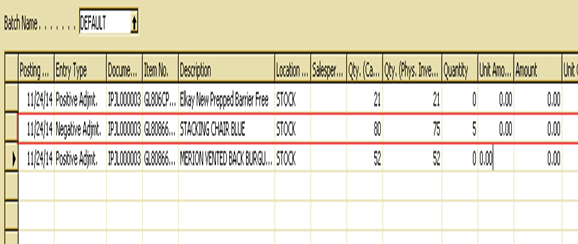 Batch Name. . . . . . . DEFAULT
Posting ... Entry Type Docume... Item No. Description Location ... Salesper... Qty. (Ca... Qty. (Phys. Inve... Quantity Unit Amo... Amount Unit
11/24/14 Positive Adjmt. IPJL000003 GL806CP... Elkay New Prepped Barrier Free STOCK 21 21 0 0.00 0.00
11/24/14 Negative Adjmt. IPJL000003 GL80866... STACKING CHAIR BLUE STOCK 80 75 5 0.00 0.00
11/24/14 Positive Adjmt. IPJL000003 GL80866... MERION VENTED BACK BURGU... STOCK 52 52 0 0.00 0.00